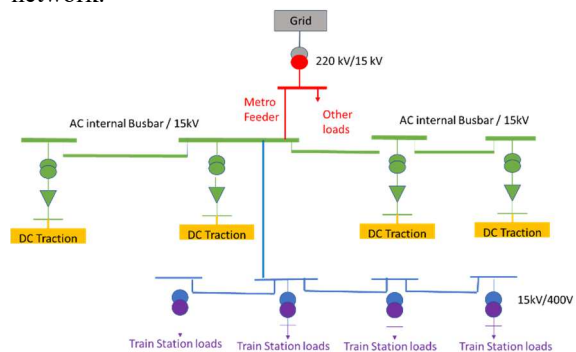 network.
Grid
220 kV/15 kV
Metro
Feeder
Other
loads
AC internal Busbar / 15kV
AC internal Busbar / 15kV
DC Traction
DC Traction
DC Traction
DC Traction
15kV/400V
Train Station loads
Train Station loads
Train Station loads
Train Station loads